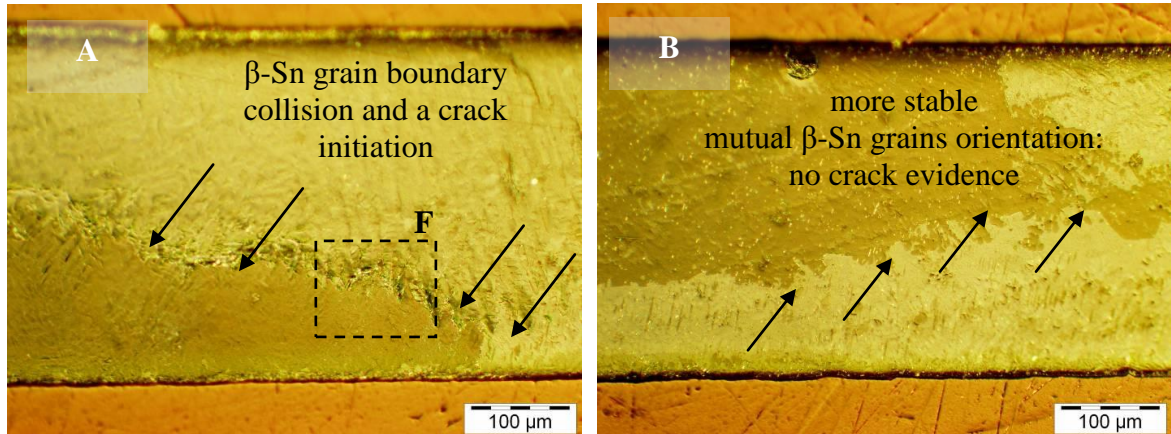 A
β-Sn grain boundary
collision and a crack
initiation
F
100 µm
B
more stable
mutual β-Sn grains orientation:
no crack evidence
100 µm